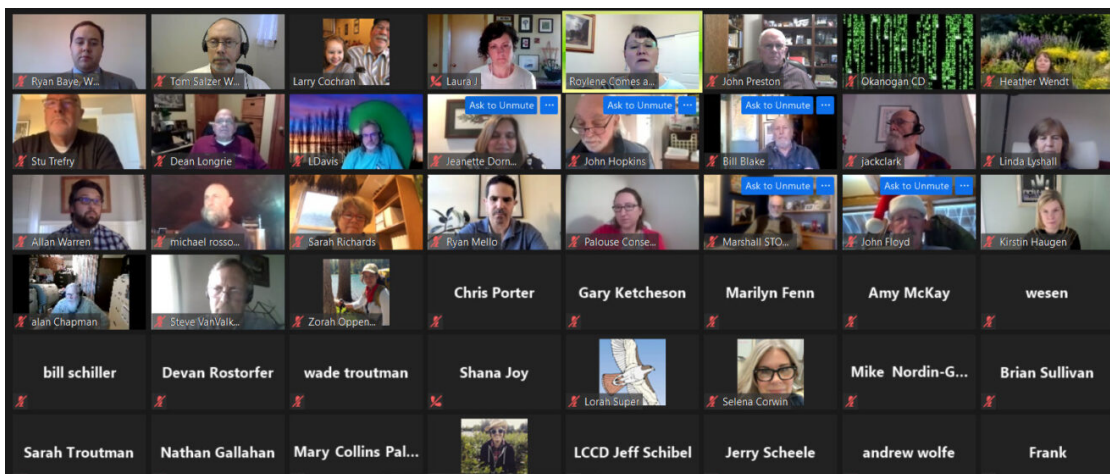 Ryan Baye, W...
Tom Salzer W...
Larry Cochran
Laura J
Roylene Comes a...
John Preston
Okanogan CD
Heather Wendt
Stu Trefry
Dean Longrie
LDavis
Ask to Unmute ...
Jeanette Dorn...
Ask to Unmute ...
John Hopkins
Ask to Unmute ...
Bill Blake
jackclark
Linda Lyshall
Allan Warren
michael rosso...
Sarah Richards
Ryan Mello
Palouse Conse...
Ask to Unmute ...
Marshall STO...
Ask to Unmute ...
John Floyd
Kirstin Haugen
alan Chapman
Steve VanValk...
Zorah Oppen...
Chris Porter
Gary Ketcheson
Marilyn Fenn
Amy McKay
wesen
bill schiller
Devan Rostorfer
wade troutman
Shana Joy
Lorah Super
Selena Corwin
Mike Nordin-G...
Brian Sullivan
Sarah Troutman
Nathan Gallahan
Mary Collins Pal...
LCCD Jeff Schibel
Jerry Scheele
andrew wolfe
Frank